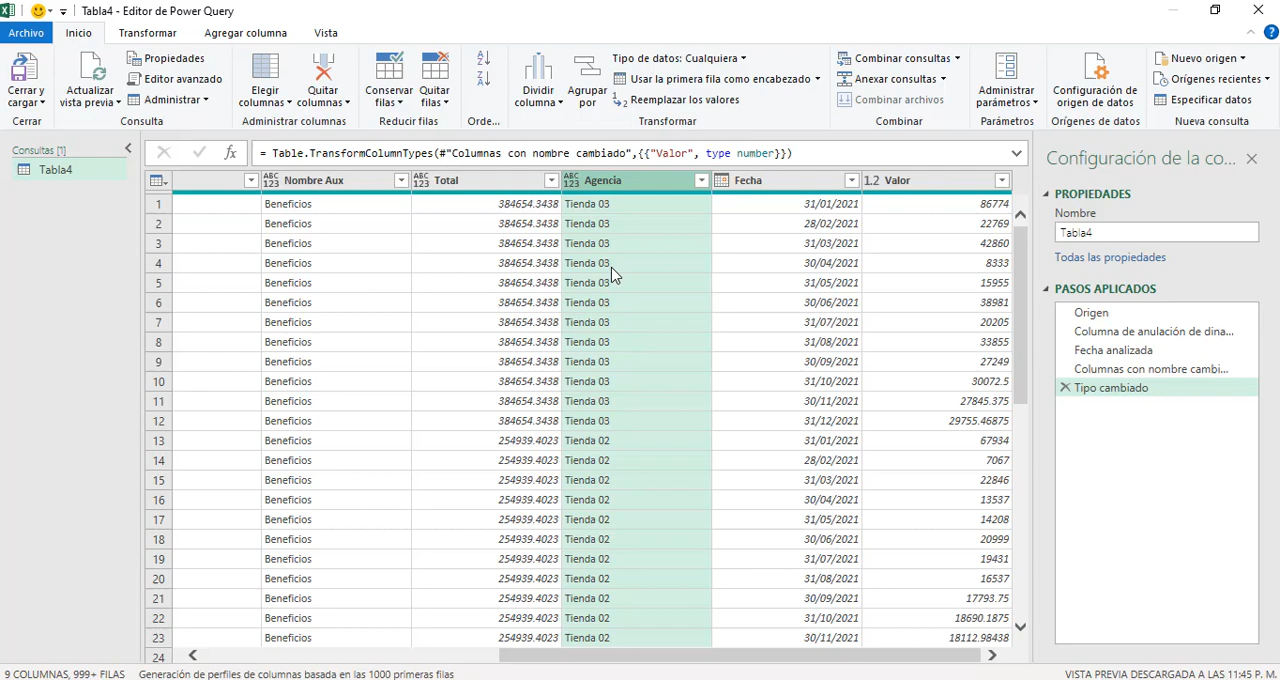 Tabla4 - Editor de Power Query
Archivo Inicio Transformar Agregar columna Vista
Cerrar y cargar Actualizar vista previa Propiedades Editor avanzado Administrar Elegir columnas Quitar columnas Conservar filas Quitar filas Dividir columna Agrupar por Tipo de datos: Cualquiera Usar la primera fila como encabezado Reemplazar los valores Combinar consultas Anexar consultas Combinar archivos Administrar parámetros Configuración de origen de datos Nuevo origen Orígenes recientes Especificar datos
Cerrar Consulta Administrar columnas Reducir filas Orde... Transformar Combinar Parámetros Orígenes de datos Nueva consulta
Consultas [1]
Tabla4
fx = Table.TransformColumnTypes(#"Columnas con nombre cambiado",{{"Valor", type number}})
ABC 123 Nombre Aux ABC 123 Total ABC 123 Agencia Fecha 1.2 Valor
1 Beneficios 384654.3438 Tienda 03 31/01/2021 86774
2 Beneficios 384654.3438 Tienda 03 28/02/2021 22769
3 Beneficios 384654.3438 Tienda 03 31/03/2021 42860
4 Beneficios 384654.3438 Tienda 03 30/04/2021 8333
5 Beneficios 384654.3438 Tienda 03 31/05/2021 15955
6 Beneficios 384654.3438 Tienda 03 30/06/2021 38981
7 Beneficios 384654.3438 Tienda 03 31/07/2021 20205
8 Beneficios 384654.3438 Tienda 03 31/08/2021 33855
9 Beneficios 384654.3438 Tienda 03 30/09/2021 27249
10 Beneficios 384654.3438 Tienda 03 31/10/2021 30072.5
11 Beneficios 384654.3438 Tienda 03 30/11/2021 27845.375
12 Beneficios 384654.3438 Tienda 03 31/12/2021 29755.46875
13 Beneficios 254939.4023 Tienda 02 31/01/2021 67934
14 Beneficios 254939.4023 Tienda 02 28/02/2021 7067
15 Beneficios 254939.4023 Tienda 02 31/03/2021 22846
16 Beneficios 254939.4023 Tienda 02 30/04/2021 13537
17 Beneficios 254939.4023 Tienda 02 31/05/2021 14208
18 Beneficios 254939.4023 Tienda 02 30/06/2021 20999
19 Beneficios 254939.4023 Tienda 02 31/07/2021 19431
20 Beneficios 254939.4023 Tienda 02 31/08/2021 16537
21 Beneficios 254939.4023 Tienda 02 30/09/2021 17793.75
22 Beneficios 254939.4023 Tienda 02 31/10/2021 18690.1875
23 Beneficios 254939.4023 Tienda 02 30/11/2021 18112.98438
24
Configuración de la co...
PROPIEDADES
Nombre
Tabla4
Todas las propiedades
PASOS APLICADOS
Origen
Columna de anulación de dina...
Fecha analizada
Columnas con nombre cambi...
Tipo cambiado
9 COLUMNAS, 999+ FILAS Generación de perfiles de columnas basada en las 1000 primeras filas VISTA PREVIA DESCARGADA A LAS 11:45 P. M.